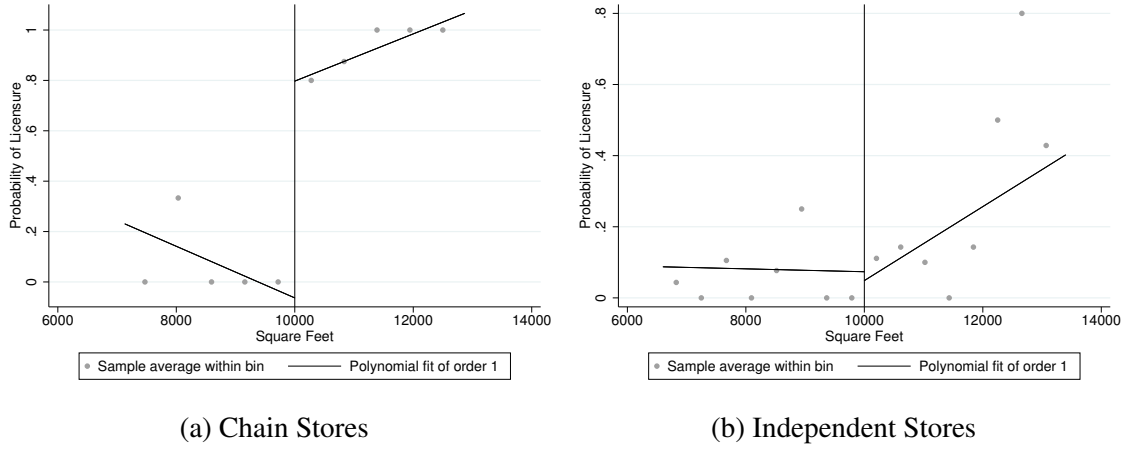 Probability of Licensure
1
.8
.6
.4
.2
0
6000 8000 10000 12000 14000
Square Feet
Sample average within bin Polynomial fit of order 1
(a) Chain Stores
Probability of Licensure
.8
.6
.4
.2
0
6000 8000 10000 12000 14000
Square Feet
Sample average within bin Polynomial fit of order 1
(b) Independent Stores